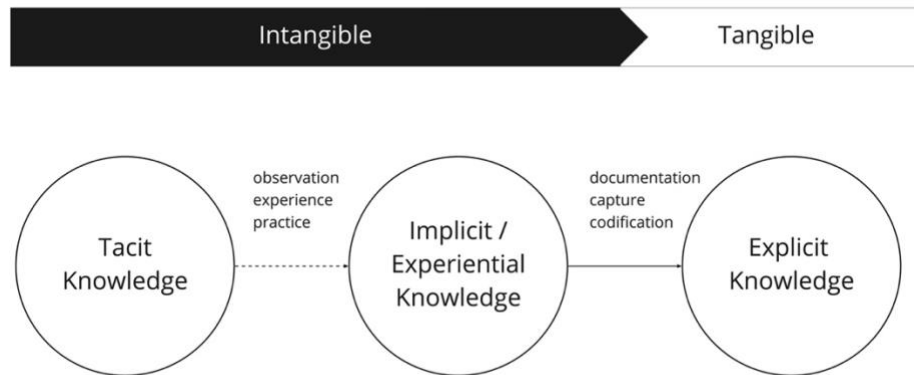 Intangible
Tangible
observation
experience
practice
documentation
capture
codification
Tacit
Knowledge
Implicit /
Experiential
Knowledge
Explicit
Knowledge